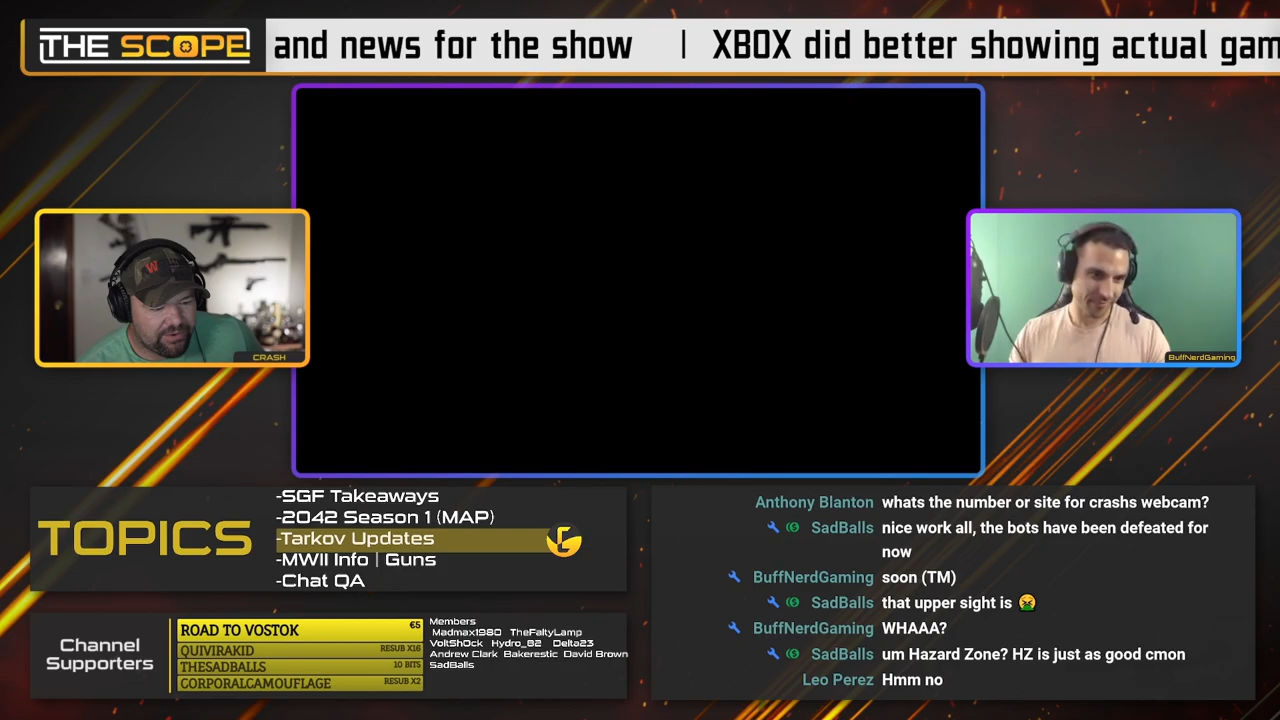 THE SCOPE
and news for the show | XBOX did better showing actual gam
W
CRASH
BuffNerdGaming
TOPICS
-SGF Takeaways
-2042 Season 1 (MAP)
-Tarkov Updates
-MWII Info | Guns
-Chat QA
Channel
Supporters
ROAD TO VOSTOK €5
QUIVIRAKID RESUB X16
THESADBALLS 10 BITS
CORPORALCAMOUFLAGE RESUB X2
Members
Madmax1980 TheFaltyLamp
VoltSh0ck Hydro_82 Delta23
Andrew Clark Bakerestic David Brown
SadBalls
Anthony Blanton whats the number or site for crashs webcam?
SadBalls nice work all, the bots have been defeated for
now
BuffNerdGaming soon (TM)
SadBalls that upper sight is 🤮
BuffNerdGaming WHAAA?
SadBalls um Hazard Zone? HZ is just as good cmon
Leo Perez Hmm no